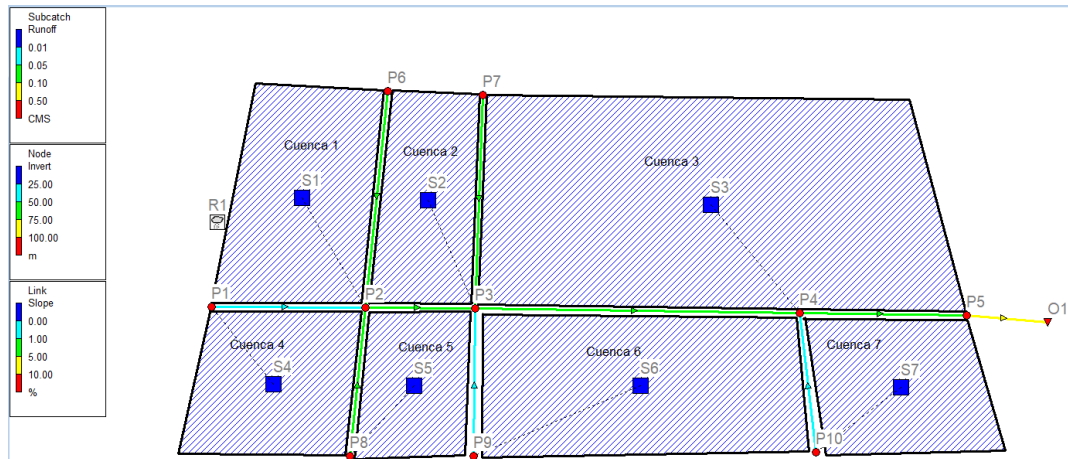 Subcatch
Runoff
0.01
0.05
0.10
0.50
CMS
Node
Invert
25.00
50.00
75.00
100.00
m
Link
Slope
0.00
1.00
5.00
10.00
%
P6
P7
Cuenca 1
Cuenca 2
Cuenca 3
S1
S2
S3
R1
P1
P2
P3
P4
P5
O1
Cuenca 4
Cuenca 5
Cuenca 6
Cuenca 7
S4
S5
S6
S7
P8
P9
P10